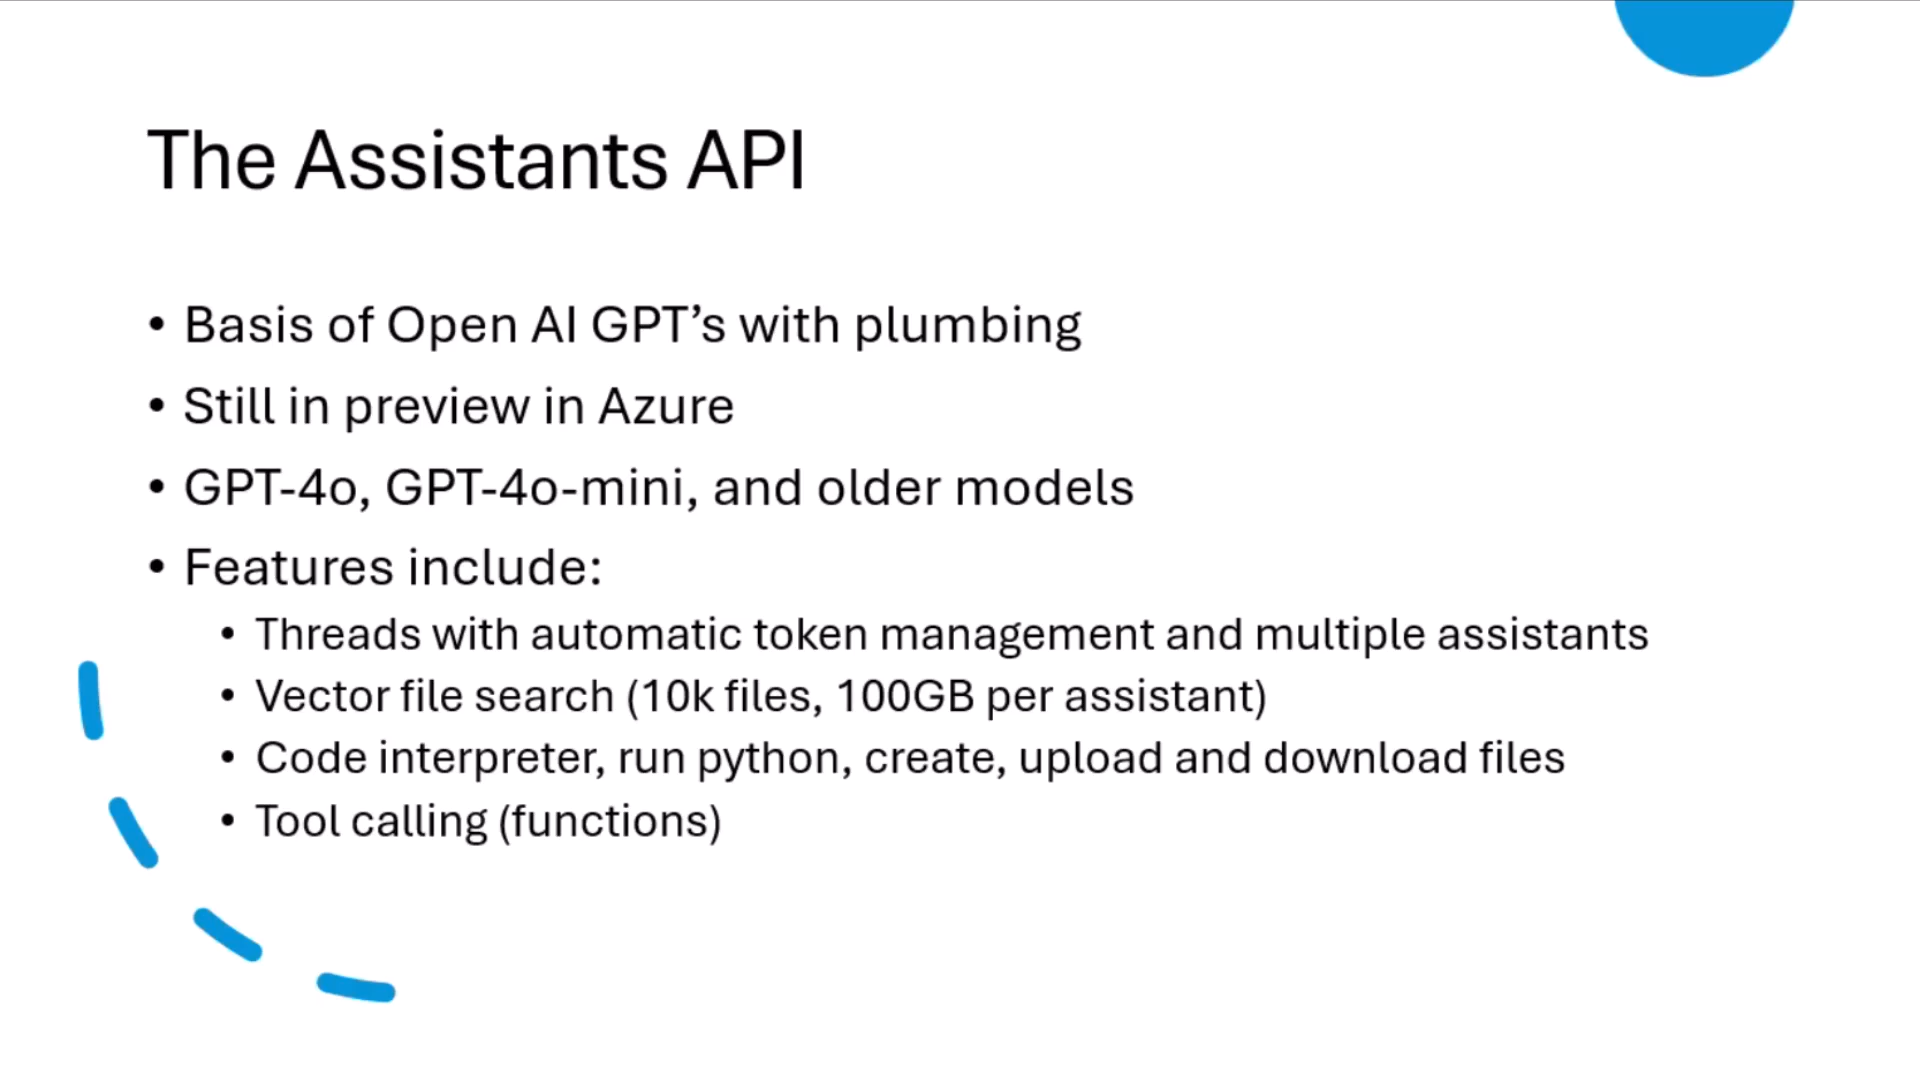 The Assistants API
• Basis of Open AI GPT’s with plumbing
• Still in preview in Azure
• GPT-4o, GPT-4o-mini, and older models
• Features include:
• Threads with automatic token management and multiple assistants
• Vector file search (10k files, 100GB per assistant)
• Code interpreter, run python, create, upload and download files
• Tool calling (functions)